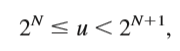 2^N ≤ u < 2^{N+1},